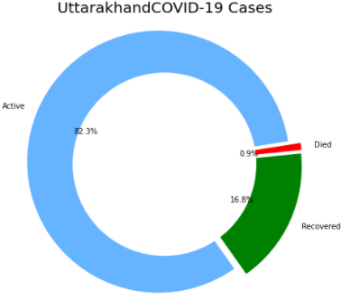 UttarakhandCOVID-19 Cases
Active
82.3%
Died
0.9%
16.8%
Recovered